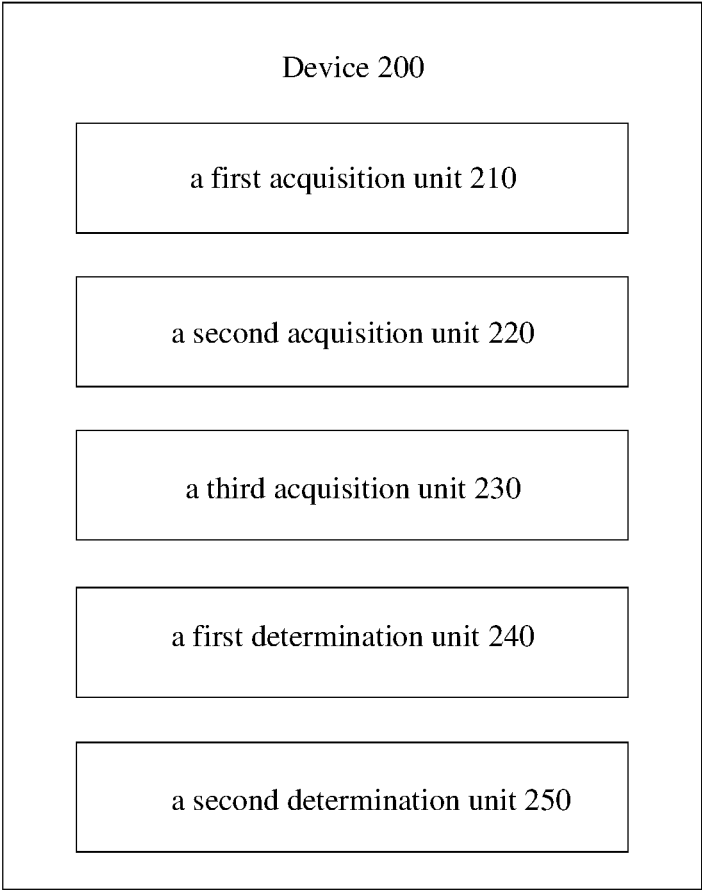 Device 200
a first acquisition unit 210
a second acquisition unit 220
a third acquisition unit 230
a first determination unit 240
a second determination unit 250